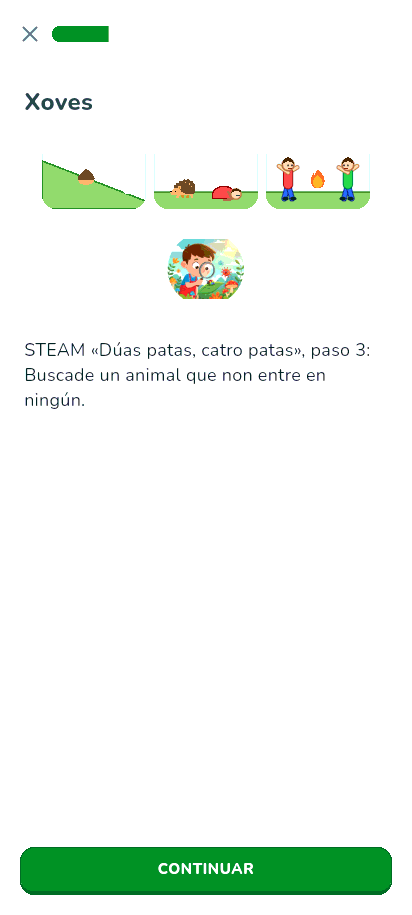 Xoves
STEAM «Dúas patas, catro patas», paso 3:
Buscade un animal que non entre en
ningún.
CONTINUAR